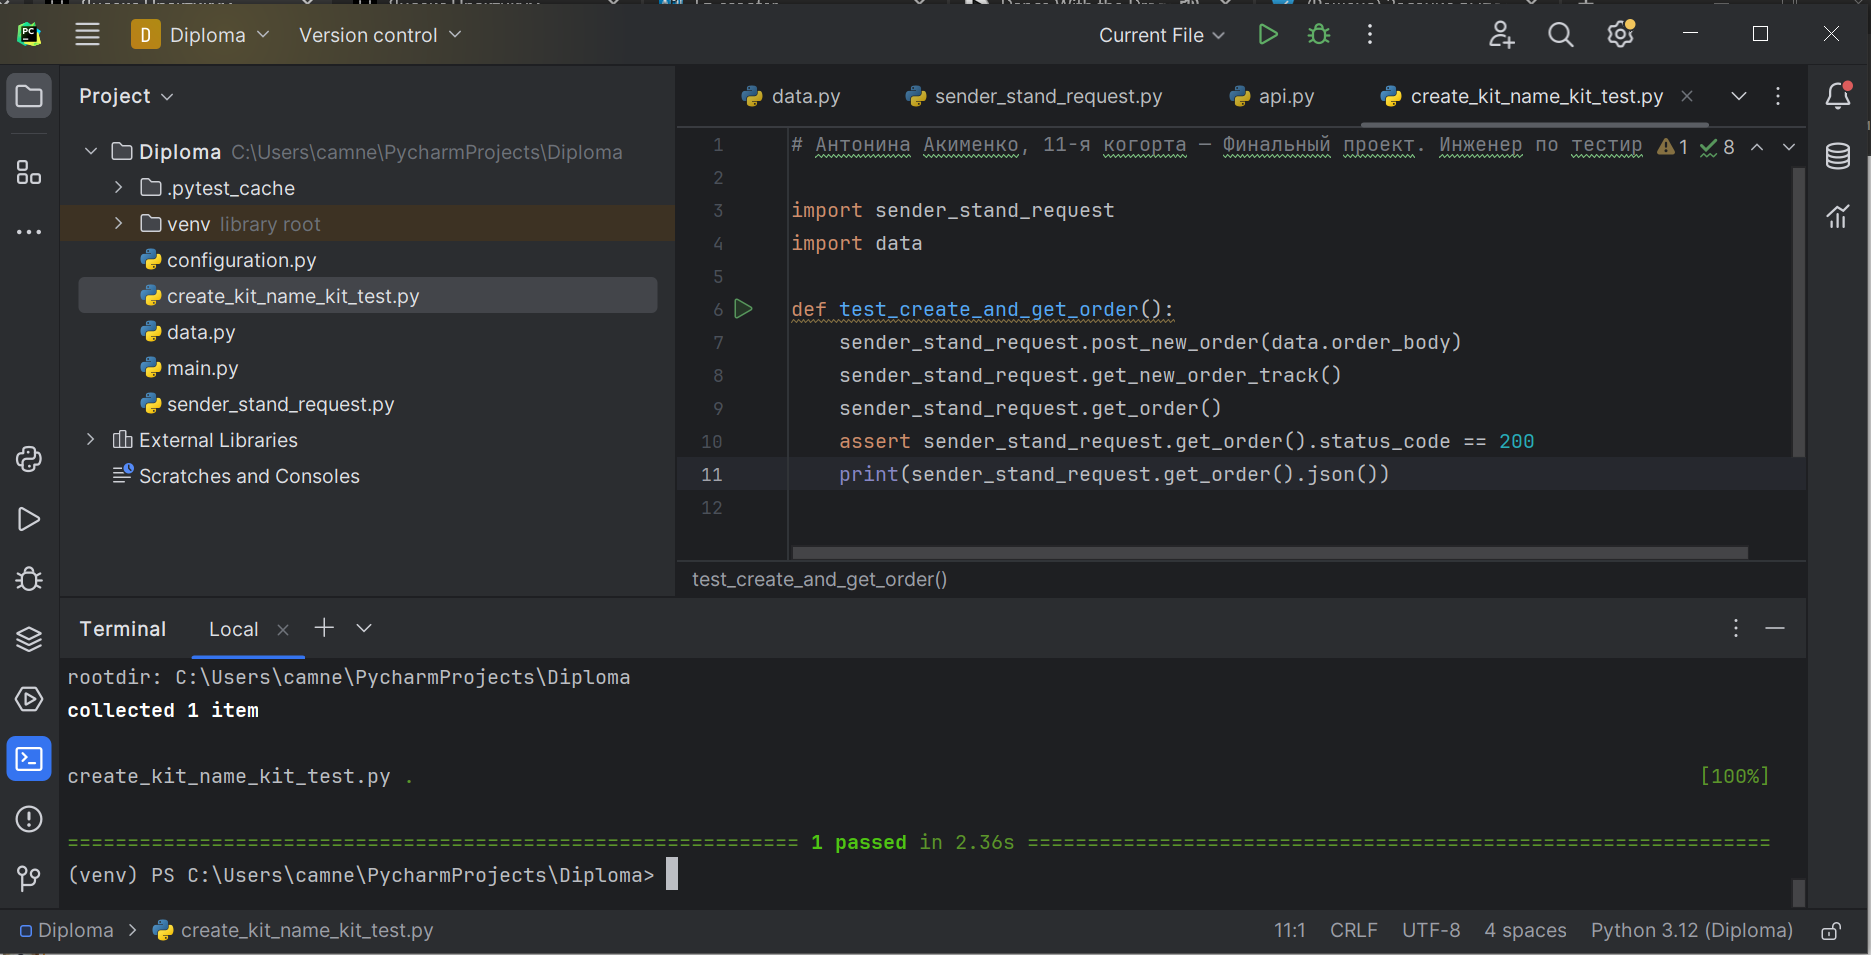 PC
D Diploma Version control Current File
Project
Diploma C:\Users\camne\PycharmProjects\Diploma
.pytest_cache
venv library root
configuration.py
create_kit_name_kit_test.py
data.py
main.py
sender_stand_request.py
External Libraries
Scratches and Consoles
data.py sender_stand_request.py api.py create_kit_name_kit_test.py
1 # Антонина Акименко, 11-я когорта — Финальный проект. Инженер по тестир 1 8
2
3 import sender_stand_request
4 import data
5
6 def test_create_and_get_order():
7 sender_stand_request.post_new_order(data.order_body)
8 sender_stand_request.get_new_order_track()
9 sender_stand_request.get_order()
10 assert sender_stand_request.get_order().status_code == 200
11 print(sender_stand_request.get_order().json())
12
test_create_and_get_order()
Terminal Local
rootdir: C:\Users\camne\PycharmProjects\Diploma
collected 1 item
create_kit_name_kit_test.py . [100%]
============================================================= 1 passed in 2.36s ==============================================================
(venv) PS C:\Users\camne\PycharmProjects\Diploma>
Diploma > create_kit_name_kit_test.py 11:1 CRLF UTF-8 4 spaces Python 3.12 (Diploma)